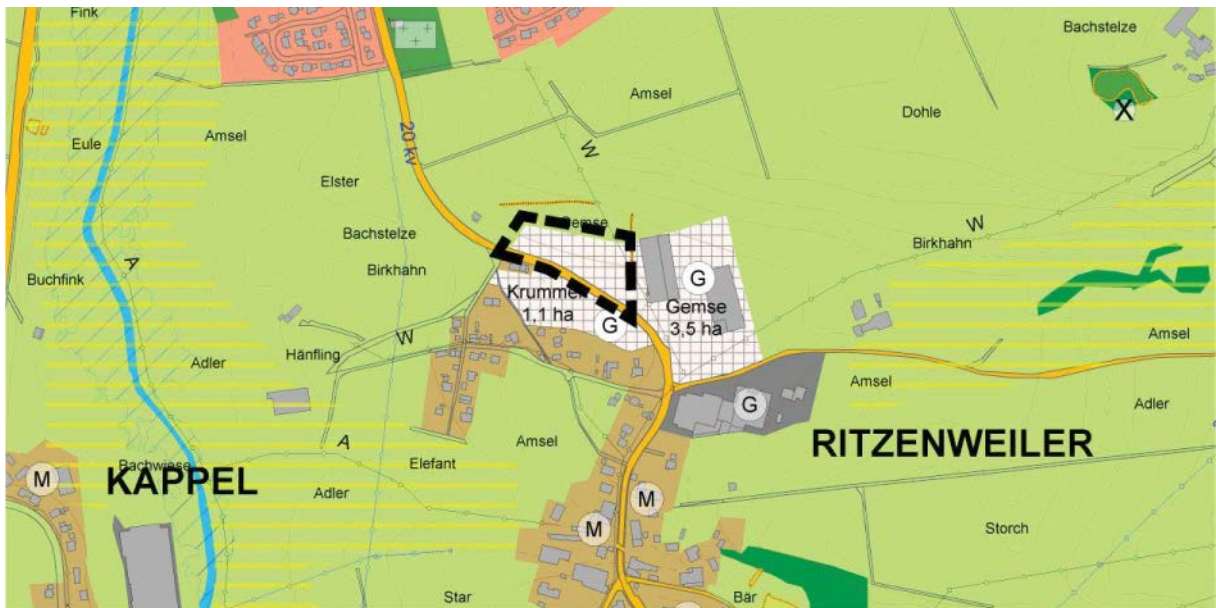 Fink
Bachstelze
Amsel
Dohle
20 kv
Amsel
Eule
W
Elster
Gemse
W
Bachstelze
Birkhahn
Birkhahn
A
Buchfink
G
Krummen
1,1 ha
G
Gemse
3,5 ha
W
Amsel
Hänfling
Adler
Amsel
G
Adler
A
Amsel
RITZENWEILER
Elefant
Bachwiese
M
KAPPEL
Adler
M
M
Storch
Star
Bär
X